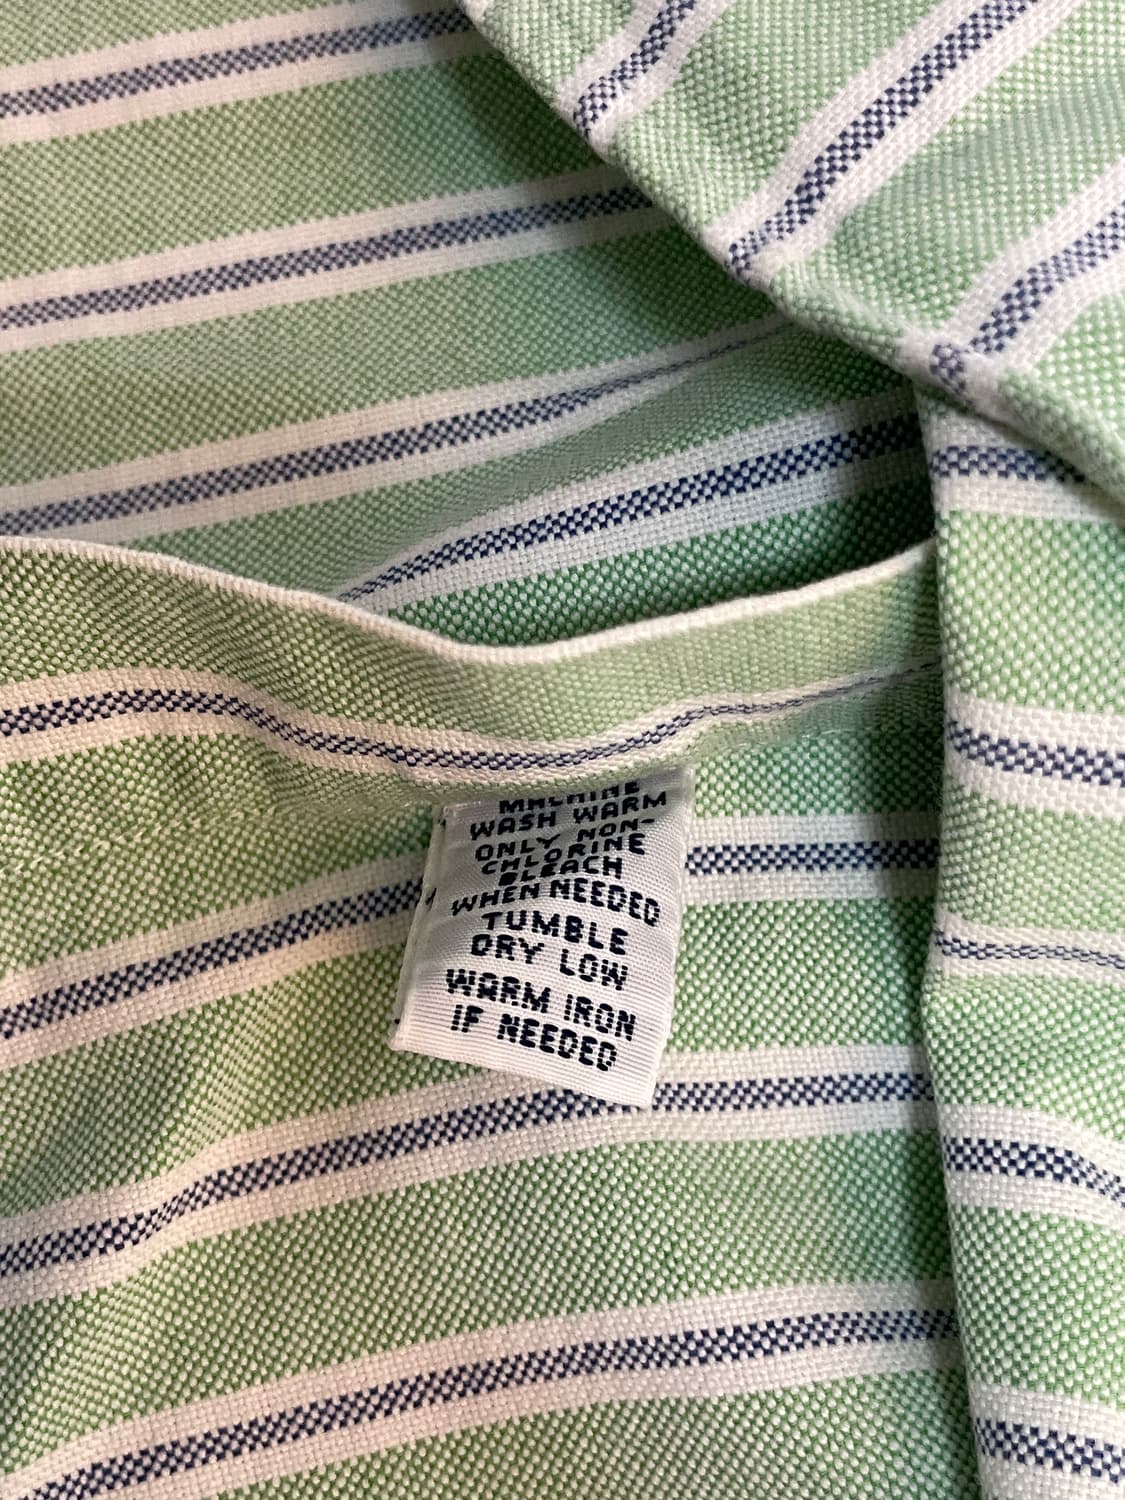 MACHINE
WASH WARM
ONLY NON-
CHLORINE
BLEACH
WHEN NEEDED
TUMBLE
DRY LOW
WARM IRON
IF NEEDED